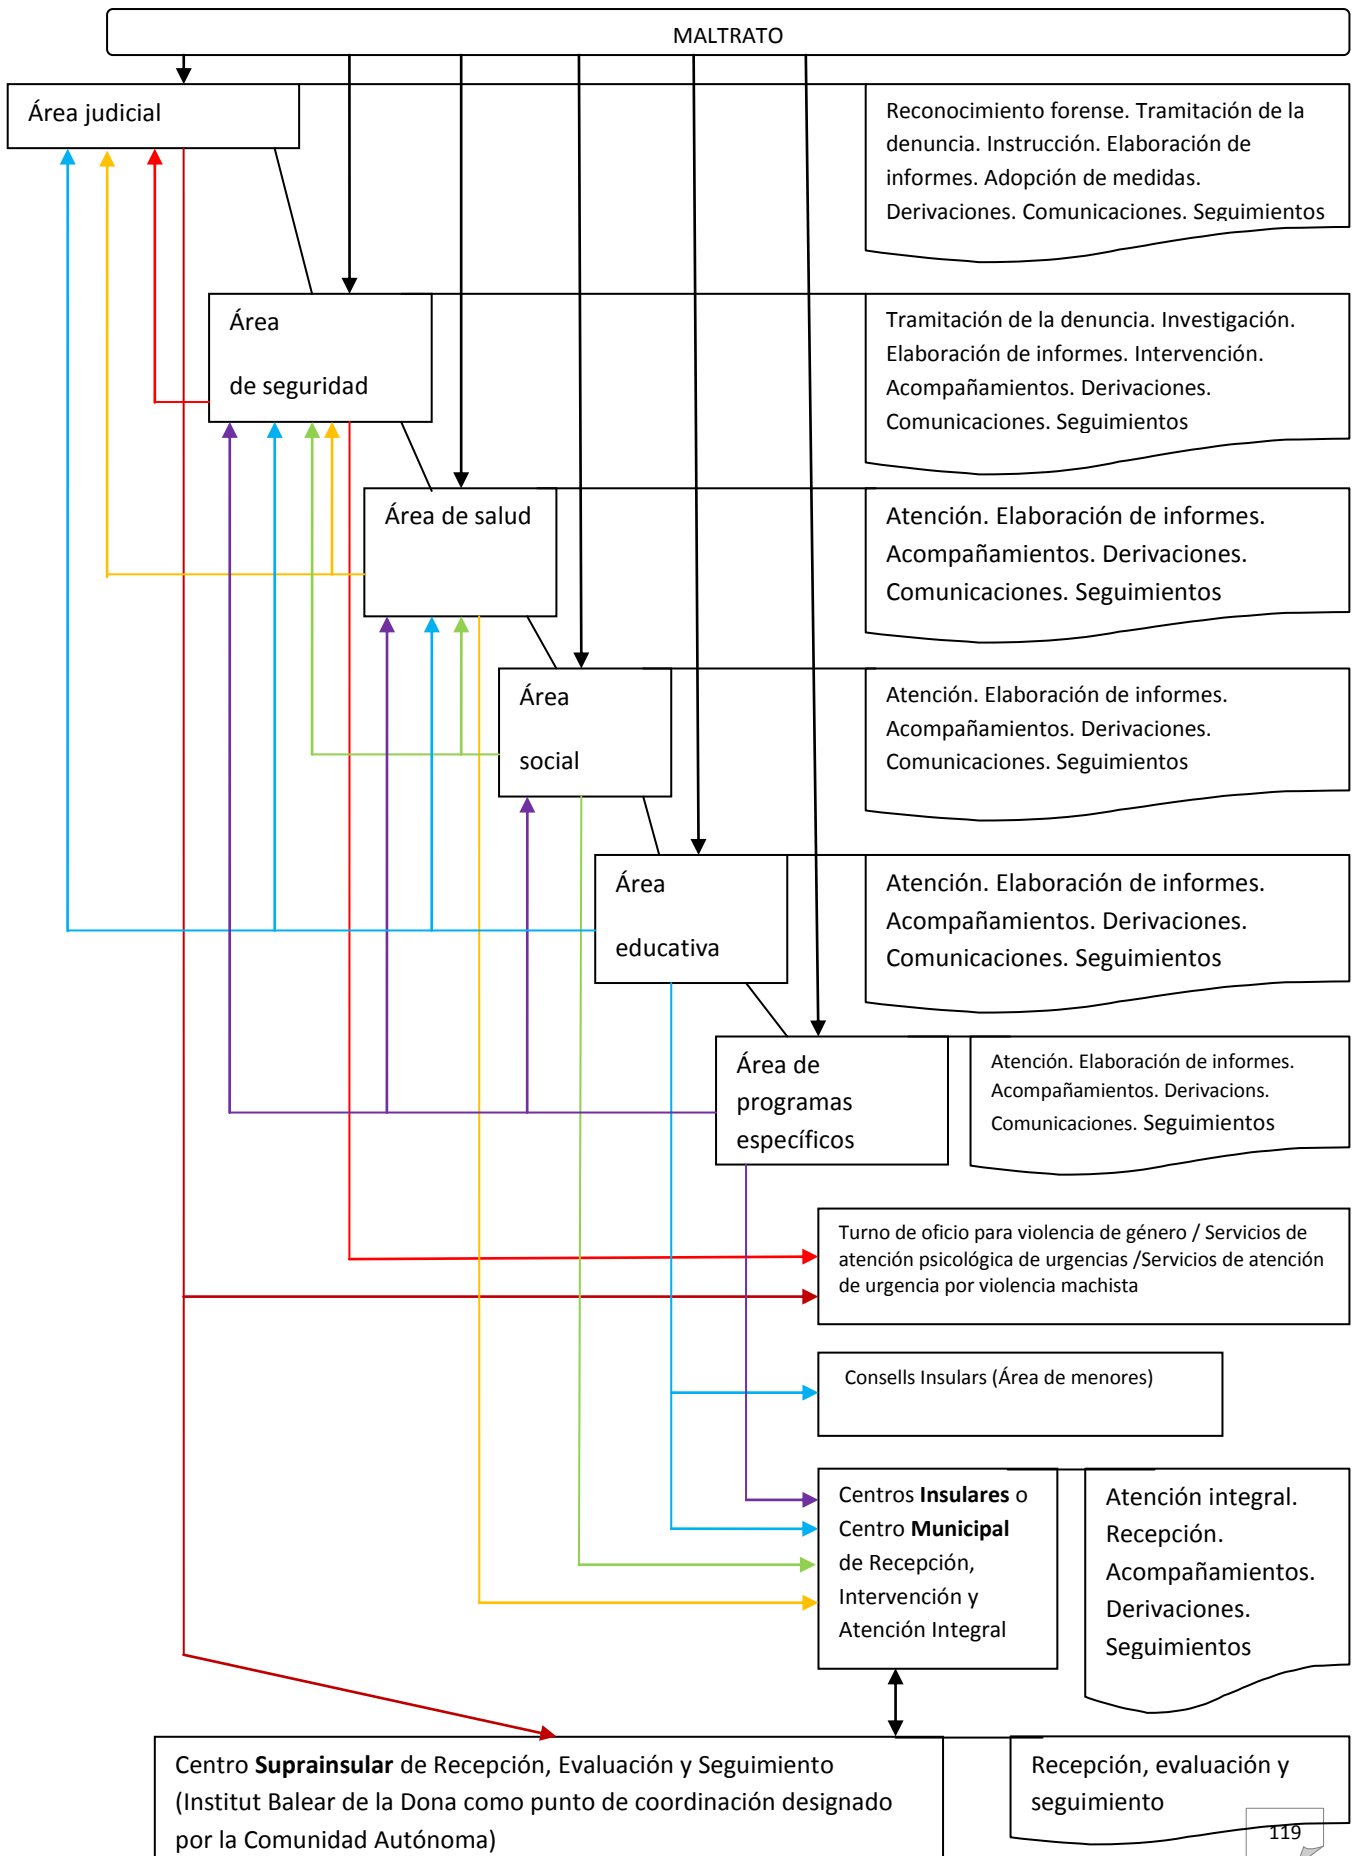 MALTRATO
Área judicial
Reconocimiento forense. Tramitación de la
denuncia. Instrucción. Elaboración de
informes. Adopción de medidas.
Derivaciones. Comunicaciones. Seguimientos
Área
de seguridad
Tramitación de la denuncia. Investigación.
Elaboración de informes. Intervención.
Acompañamientos. Derivaciones.
Comunicaciones. Seguimientos
Área de salud
Atención. Elaboración de informes.
Acompañamientos. Derivaciones.
Comunicaciones. Seguimientos
Área
social
Atención. Elaboración de informes.
Acompañamientos. Derivaciones.
Comunicaciones. Seguimientos
Área
educativa
Atención. Elaboración de informes.
Acompañamientos. Derivaciones.
Comunicaciones. Seguimientos
Área de
programas
específicos
Atención. Elaboración de informes.
Acompañamientos. Derivacions.
Comunicaciones. Seguimientos
Turno de oficio para violencia de género / Servicios de
atención psicológica de urgencias /Servicios de atención
de urgencia por violencia machista
Consells Insulars (Área de menores)
Centros Insulares o
Centro Municipal
de Recepción,
Intervención y
Atención Integral
Atención integral.
Recepción.
Acompañamientos.
Derivaciones.
Seguimientos
Centro Suprainsular de Recepción, Evaluación y Seguimiento
(Institut Balear de la Dona como punto de coordinación designado
por la Comunidad Autónoma)
Recepción, evaluación y
seguimiento
119